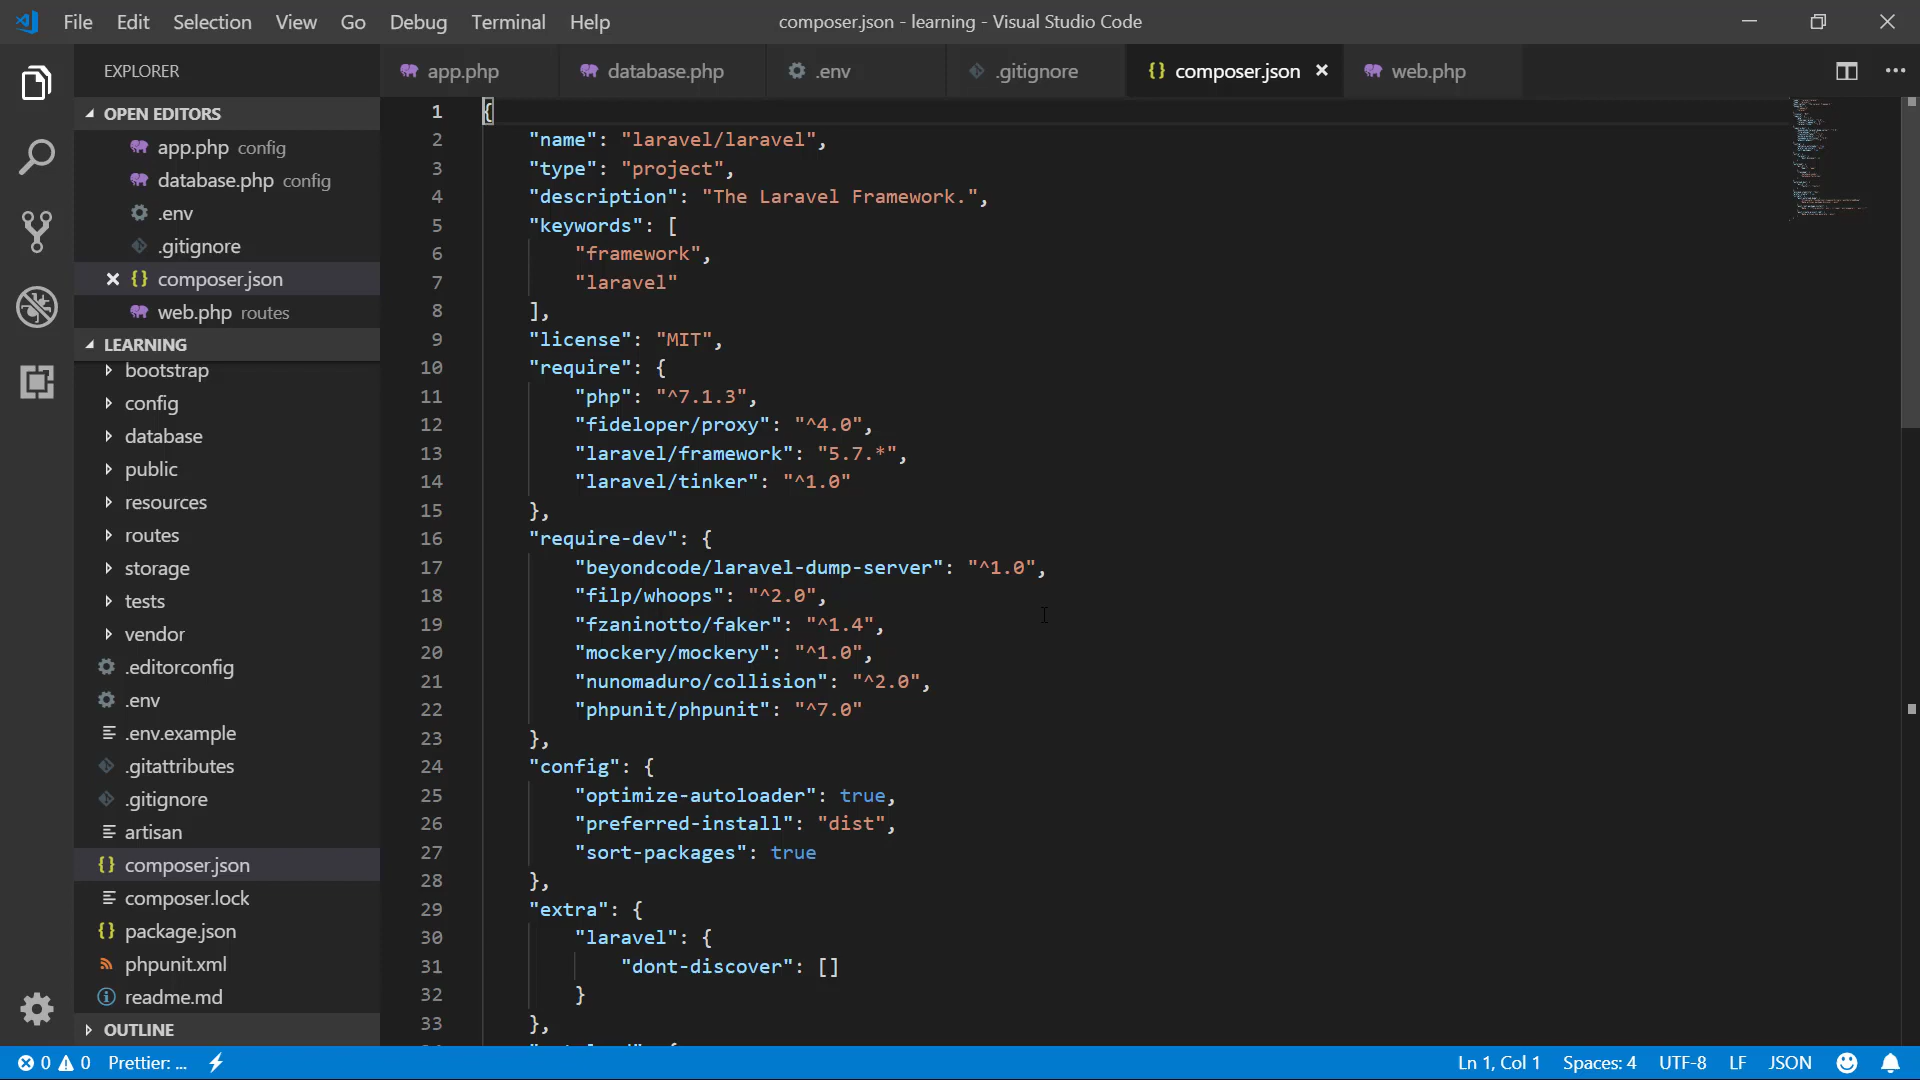 File Edit Selection View Go Debug Terminal Help
composer.json - learning - Visual Studio Code
EXPLORER
OPEN EDITORS
app.php config
database.php config
.env
.gitignore
composer.json
web.php routes
LEARNING
bootstrap
config
database
public
resources
routes
storage
tests
vendor
.editorconfig
.env
.env.example
.gitattributes
.gitignore
artisan
composer.json
composer.lock
package.json
phpunit.xml
readme.md
OUTLINE
app.php database.php .env .gitignore composer.json web.php
1 {
2 "name": "laravel/laravel",
3 "type": "project",
4 "description": "The Laravel Framework.",
5 "keywords": [
6 "framework",
7 "laravel"
8 ],
9 "license": "MIT",
10 "require": {
11 "php": "^7.1.3",
12 "fideloper/proxy": "^4.0",
13 "laravel/framework": "5.7.*",
14 "laravel/tinker": "^1.0"
15 },
16 "require-dev": {
17 "beyondcode/laravel-dump-server": "^1.0",
18 "filp/whoops": "^2.0",
19 "fzaninotto/faker": "^1.4",
20 "mockery/mockery": "^1.0",
21 "nunomaduro/collision": "^2.0",
22 "phpunit/phpunit": "^7.0"
23 },
24 "config": {
25 "optimize-autoloader": true,
26 "preferred-install": "dist",
27 "sort-packages": true
28 },
29 "extra": {
30 "laravel": {
31 "dont-discover": []
32 }
33 },
0 0 Prettier: ...
Ln 1, Col 1 Spaces: 4 UTF-8 LF JSON